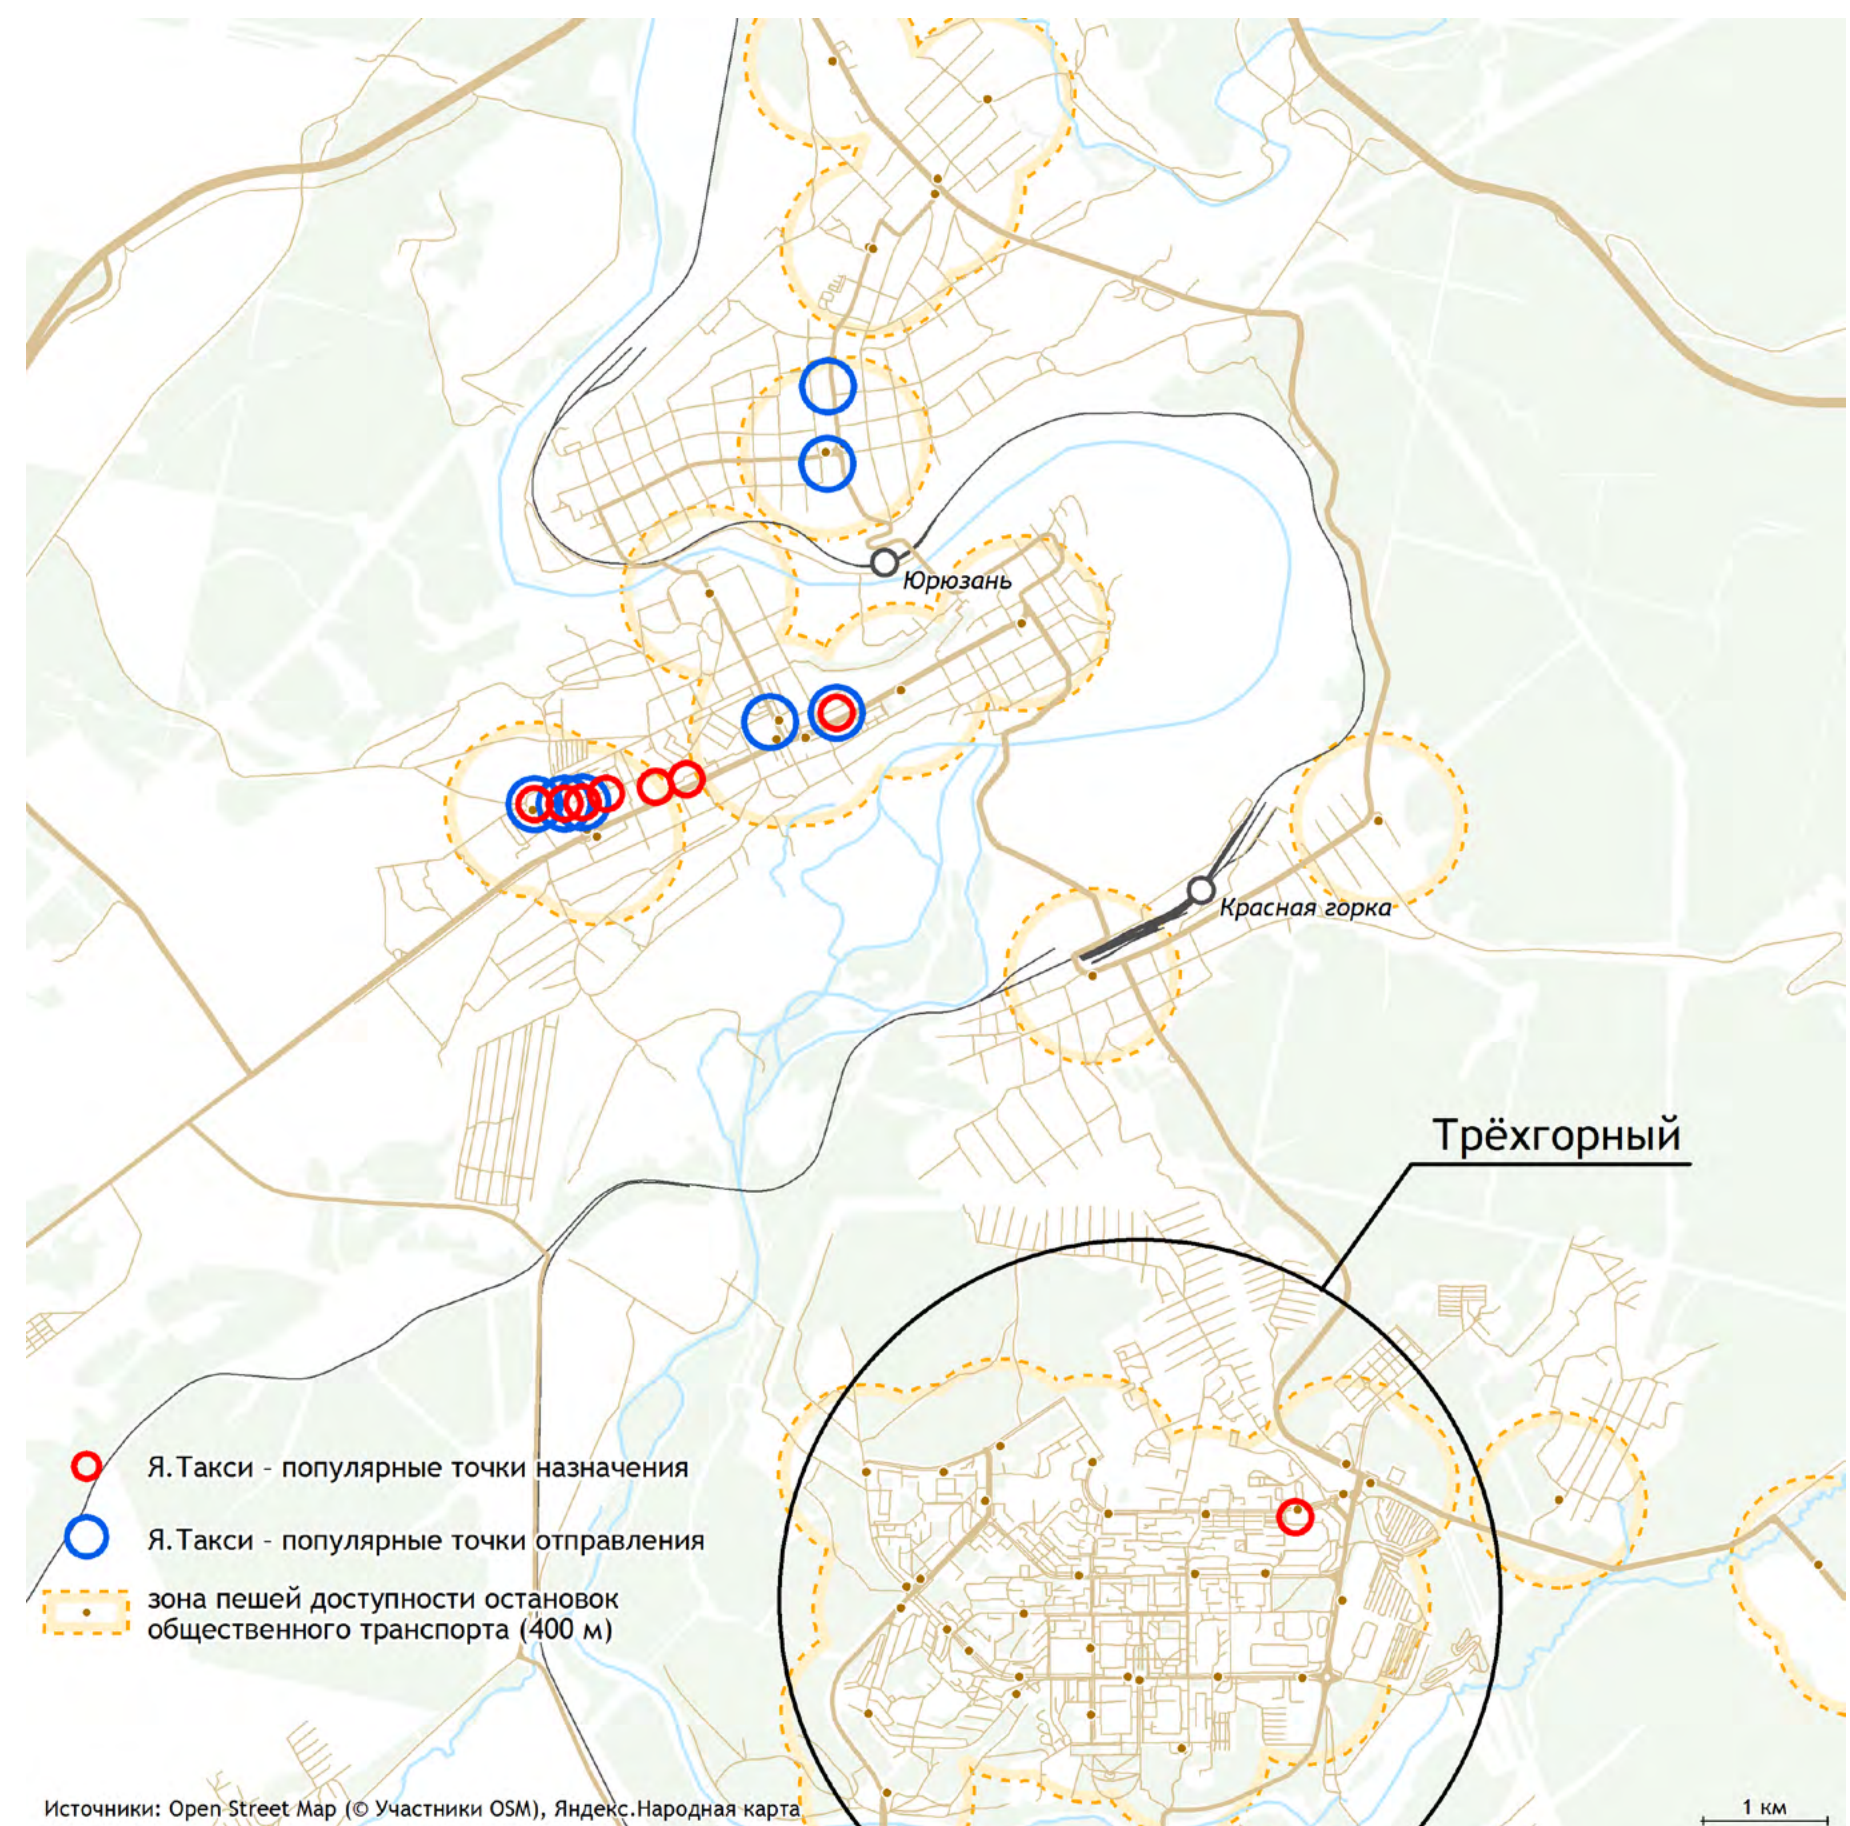 Юрюзань
Красная горка
Трёхгорный
Я.Такси - популярные точки назначения
Я.Такси - популярные точки отправления
зона пешей доступности остановок
общественного транспорта (400 м)
Источники: Open Street Map (© Участники OSM), Яндекс.Народная карта
1 км